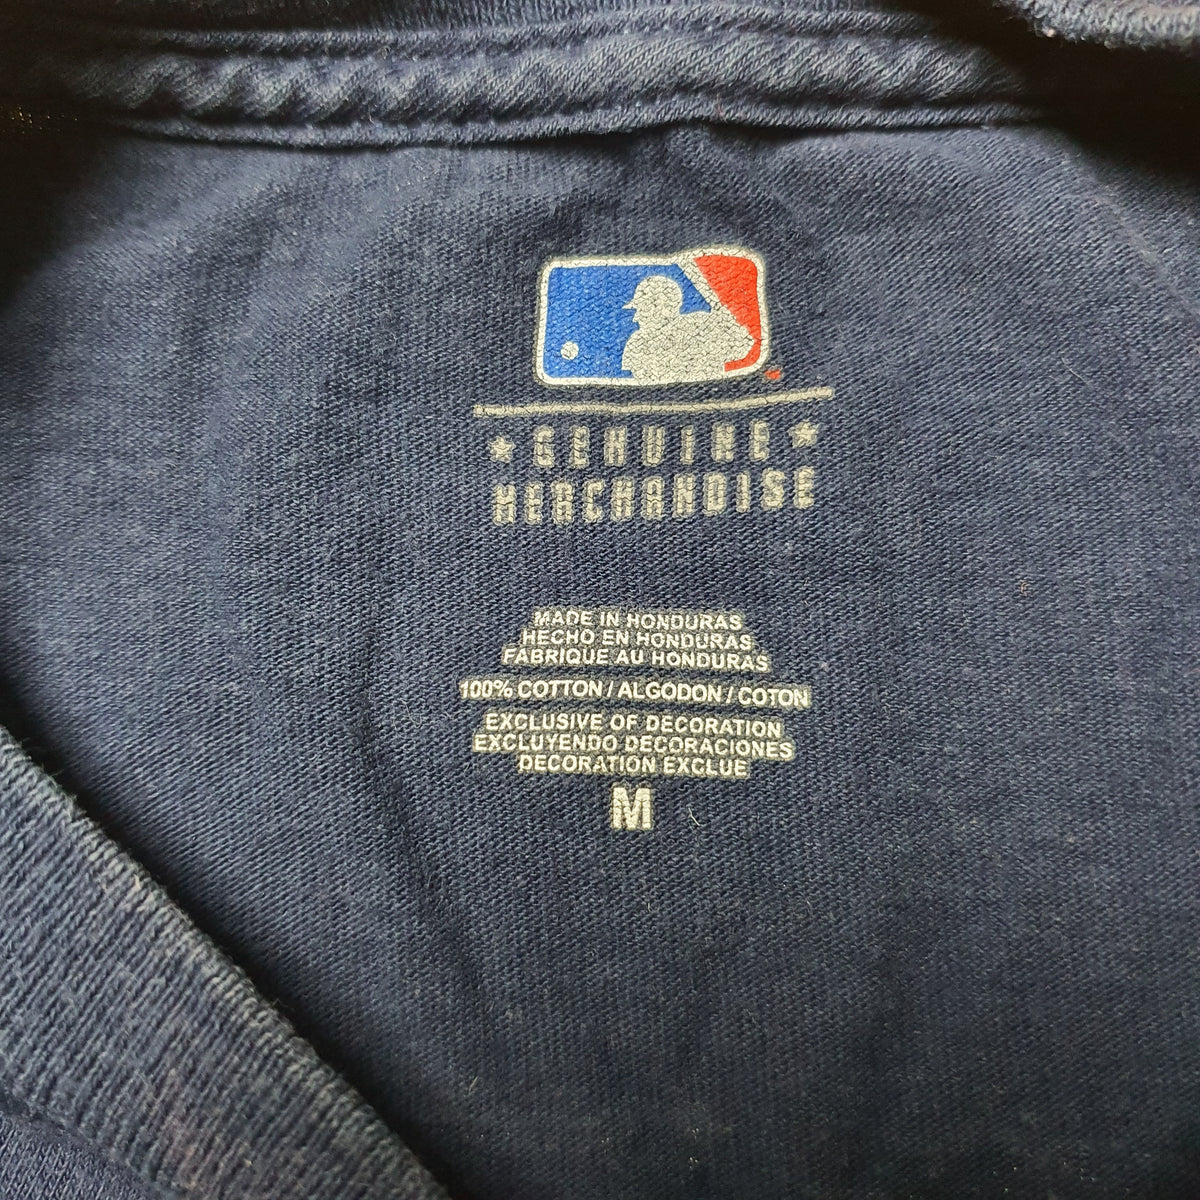 ★ GENUINE ★
MERCHANDISE
MADE IN HONDURAS
HECHO EN HONDURAS
FABRIQUE AU HONDURAS
100% COTTON / ALGODON / COTON
EXCLUSIVE OF DECORATION
EXCLUYENDO DECORACIONES
DECORATION EXCLUE
M